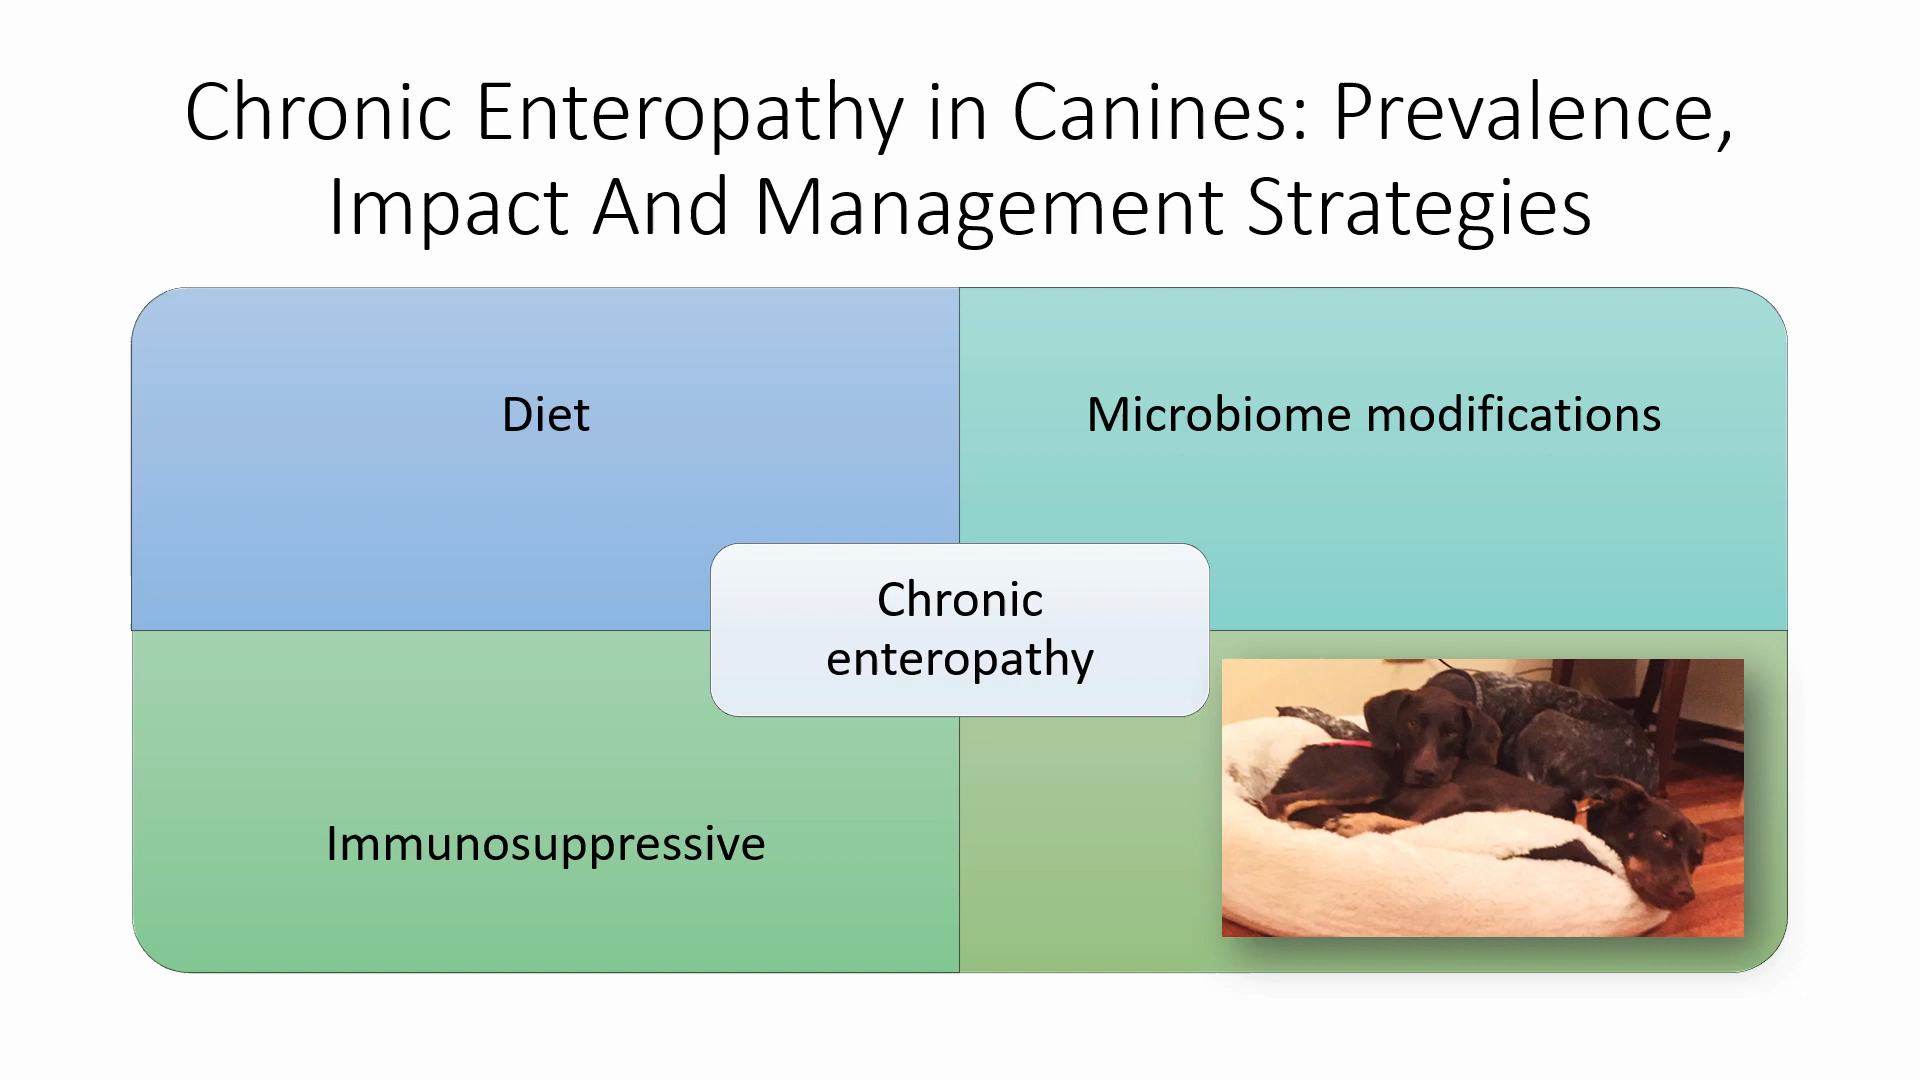 Chronic Enteropathy in Canines: Prevalence,
Impact And Management Strategies
Diet
Microbiome modifications
Chronic
enteropathy
Immunosuppressive